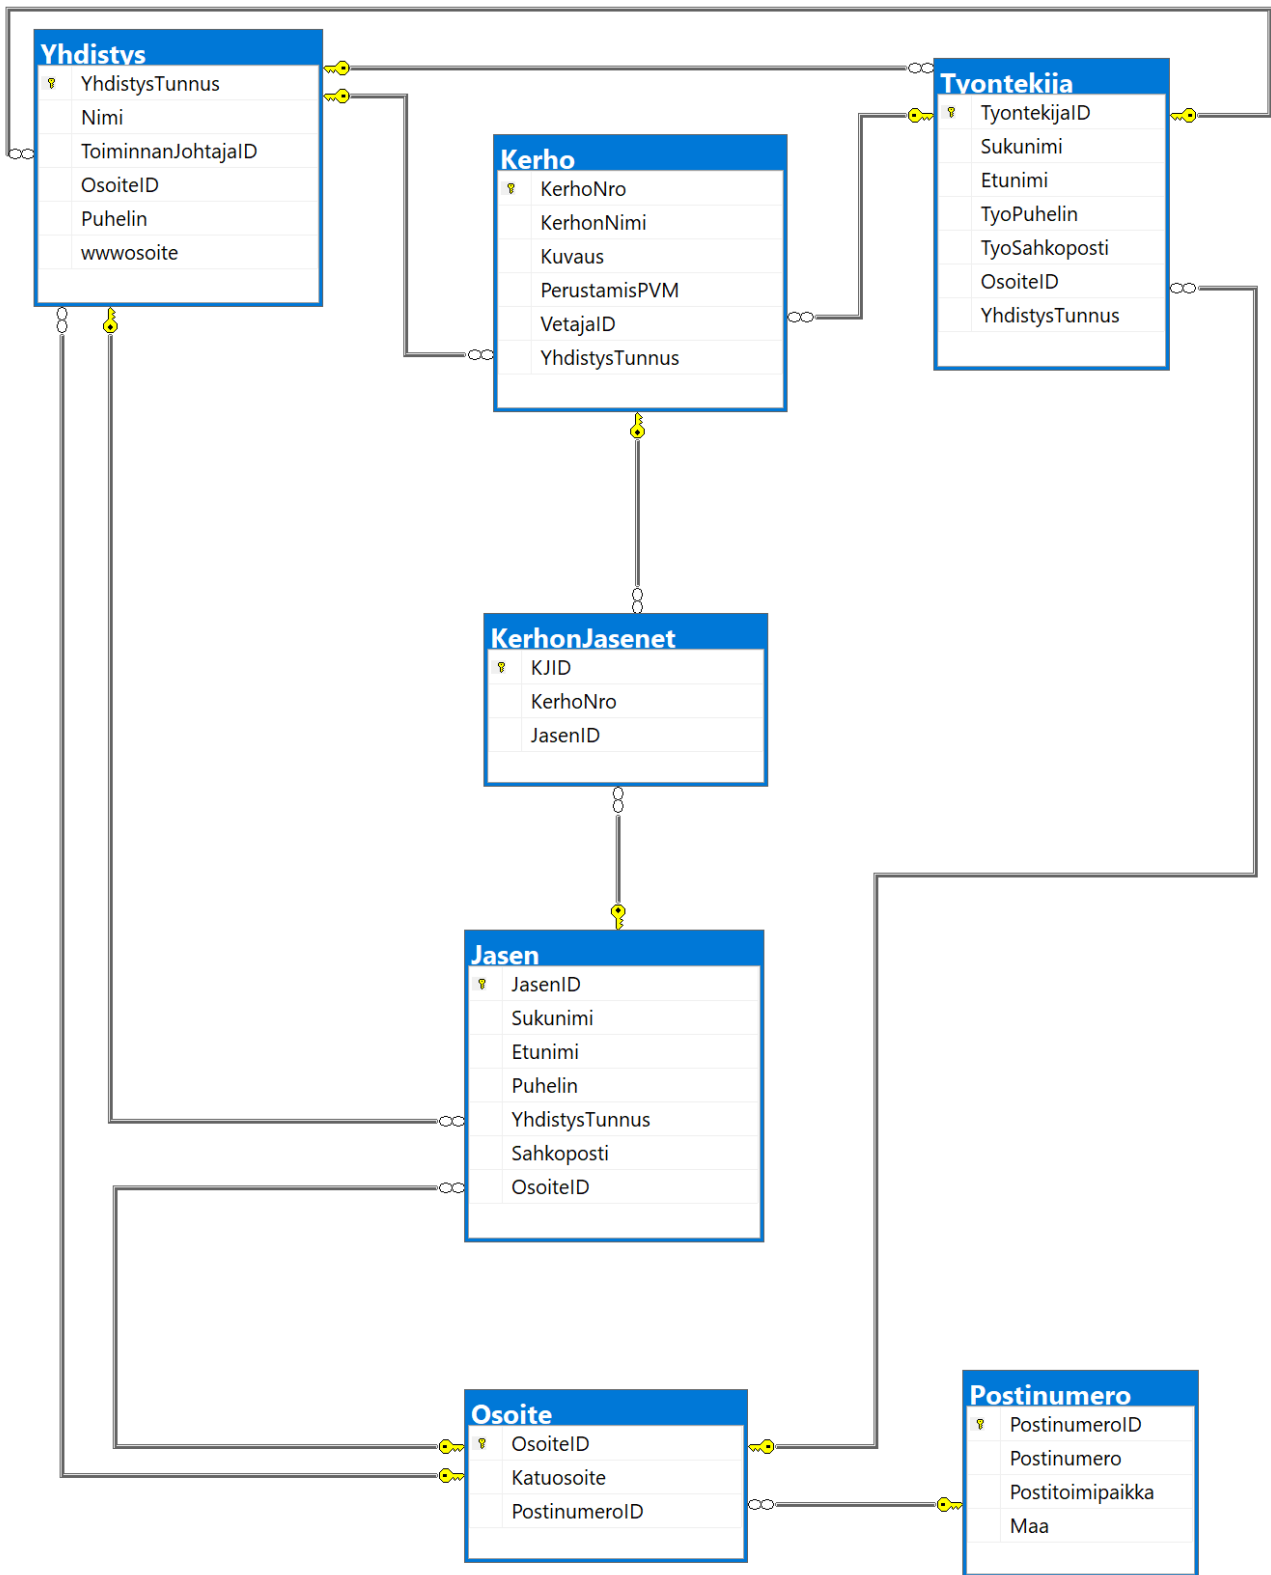 Yhdistys
YhdistysTunnus
Nimi
ToiminnanJohtajaID
OsoiteID
Puhelin
wwwosoite
Tyontekija
TyontekijaID
Sukunimi
Etunimi
TyoPuhelin
TyoSahkoposti
OsoiteID
YhdistysTunnus
Kerho
KerhoNro
KerhonNimi
Kuvaus
PerustamisPVM
VetajaID
YhdistysTunnus
KerhonJasenet
KJID
KerhoNro
JasenID
Jasen
JasenID
Sukunimi
Etunimi
Puhelin
YhdistysTunnus
Sahkoposti
OsoiteID
Osoite
OsoiteID
Katuosoite
PostinumeroID
Postinumero
PostinumeroID
Postinumero
Postitoimipaikka
Maa